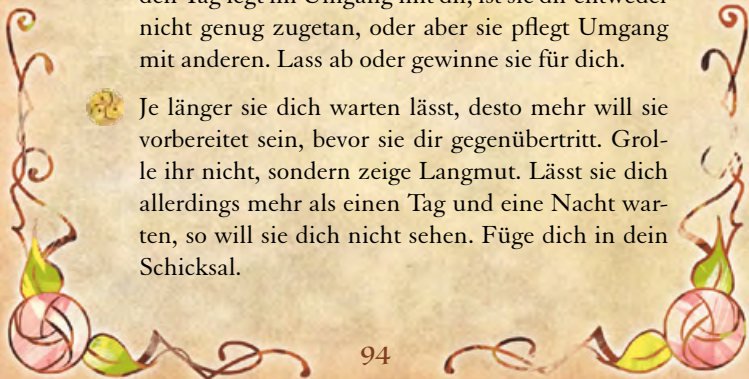 den Tag legt im Umgang mit dir, ist sie dir entweder
nicht genug zugetan, oder aber sie pflegt Umgang
mit anderen. Lass ab oder gewinne sie für dich.
Je länger sie dich warten lässt, desto mehr will sie
vorbereitet sein, bevor sie dir gegenübertritt. Grol-
le ihr nicht, sondern zeige Langmut. Lässt sie dich
allerdings mehr als einen Tag und eine Nacht war-
ten, so will sie dich nicht sehen. Füge dich in dein
Schicksal.
94